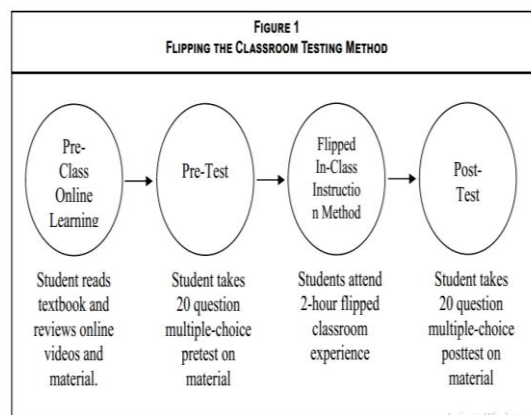 FIGURE 1
FLIPPING THE CLASSROOM TESTING METHOD
Pre-
Class
Online
Learning
Pre-Test
Flipped
In-Class
Instructio
n Method
Post-
Test
Student reads
textbook and
reviews online
videos and
material.
Student takes
20 question
multiple-choice
pretest on
material
Students attend
2-hour flipped
classroom
experience
Student takes
20 question
multiple-choice
posttest on
material